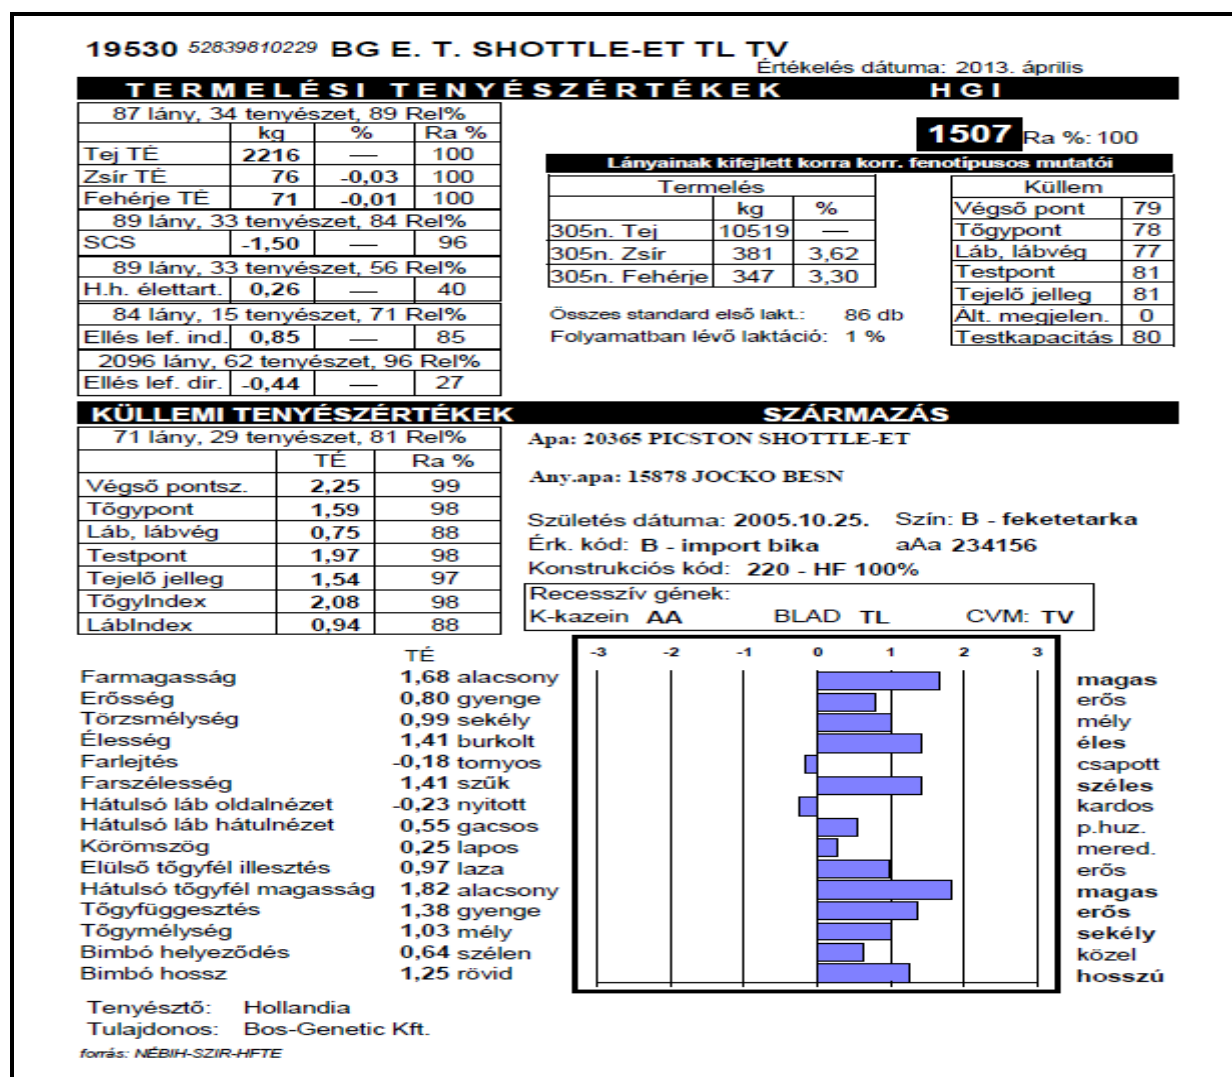 19530 52839810229 BG E. T. SHOTTLE-ET TL TV
Értékelés dátuma: 2013. április
TERMELÉSI TENYÉSZÉRTÉKEK HGI
87 lány, 34 tenyészet, 89 Rel%
kg % Ra %
Tej TÉ 2216 — 100
Zsír TÉ 76 -0,03 100
Fehérje TÉ 71 -0,01 100
89 lány, 33 tenyészet, 84 Rel%
SCS -1,50 — 96
89 lány, 33 tenyészet, 56 Rel%
H.h. élettart. 0,26 — 40
84 lány, 15 tenyészet, 71 Rel%
Ellés lef. ind. 0,85 — 85
2096 lány, 62 tenyészet, 96 Rel%
Ellés lef. dir. -0,44 — 27
1507 Ra %: 100
Lányainak kifejlett korra korr. fenotípusos mutatói
Termelés
kg %
305n. Tej 10519 —
305n. Zsír 381 3,62
305n. Fehérje 347 3,30
Összes standard első lakt.: 86 db
Folyamatban lévő laktáció: 1 %
Küllem
Végső pont 79
Tőgypont 78
Láb, lábvég 77
Testpont 81
Tejelő jelleg 81
Ált. megjelen. 0
Testkapacitás 80
KÜLLEMI TENYÉSZÉRTÉKEK SZÁRMAZÁS
71 lány, 29 tenyészet, 81 Rel%
TÉ Ra %
Végső pontsz. 2,25 99
Tőgypont 1,59 98
Láb, lábvég 0,75 88
Testpont 1,97 98
Tejelő jelleg 1,54 97
TőgyIndex 2,08 98
LábIndex 0,94 88
Apa: 20365 PICSTON SHOTTLE-ET
Any.apa: 15878 JOCKO BESN
Születés dátuma: 2005.10.25. Szín: B - feketetarka
Érk. kód: B - import bika aAa 234156
Konstrukciós kód: 220 - HF 100%
Recesszív gének:
K-kazein AA BLAD TL CVM: TV
TÉ -3 -2 -1 0 1 2 3
Farmagasság 1,68 alacsony magas
Erősség 0,80 gyenge erős
Törzsmélység 0,99 sekély mély
Élesség 1,41 burkolt éles
Farlejtés -0,18 tornyos csapott
Farszélesség 1,41 szűk széles
Hátulsó láb oldalnézet -0,23 nyitott kardos
Hátulsó láb hátulnézet 0,55 gacsos p.huz.
Körömszög 0,25 lapos mered.
Elülső tőgyfél illesztés 0,97 laza erős
Hátulsó tőgyfél magasság 1,82 alacsony magas
Tőgyfüggesztés 1,38 gyenge erős
Tőgymélység 1,03 mély sekély
Bimbó helyeződés 0,64 szélen közel
Bimbó hossz 1,25 rövid hosszú
Tenyésztő: Hollandia
Tulajdonos: Bos-Genetic Kft.
forrás: NÉBIH-SZIR-HFTE